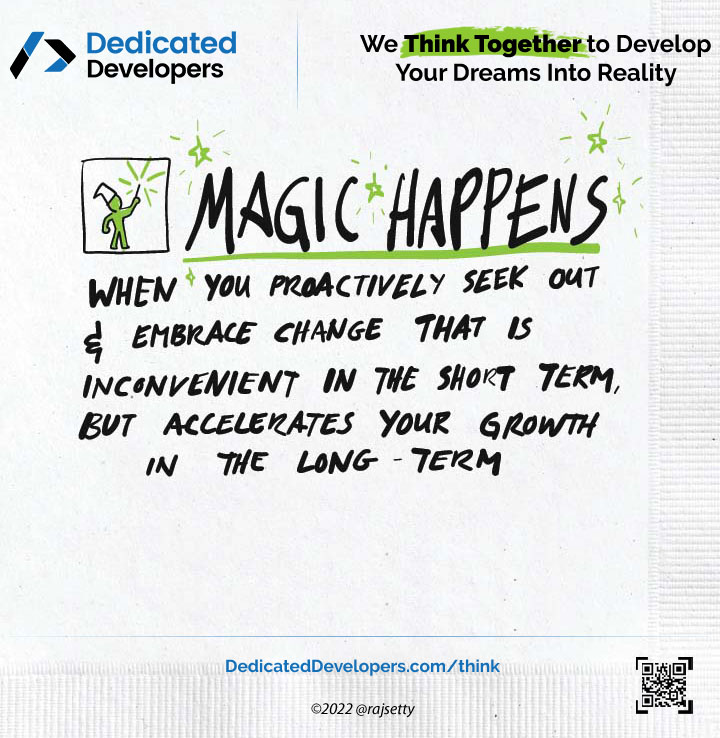 Dedicated
Developers
We Think Together to Develop
Your Dreams Into Reality
MAGIC HAPPENS
WHEN YOU PROACTIVELY SEEK OUT
& EMBRACE CHANGE THAT IS
INCONVENIENT IN THE SHORT TERM,
BUT ACCELERATES YOUR GROWTH
IN THE LONG-TERM
DedicatedDevelopers.com/think
©2022 @rajsetty